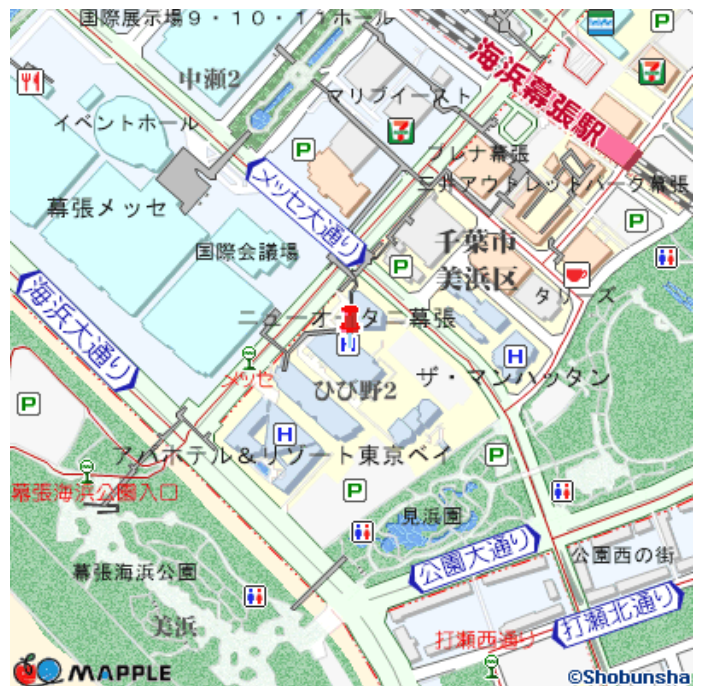 国際展示場9・10・11ホール
海浜幕張駅
中瀬2
マリブイースト
イベントホール
プレナ幕張
三井アウトレットパーク幕張
メッセ大通り
幕張メッセ
国際会議場
千葉市
美浜区
海浜大通り
タリーズ
ニューオータニ幕張
メッセ
ひび野2
ザ・マンハッタン
アパホテル&リゾート東京ベイ
幕張海浜公園入口
見浜園
公園大通り
公園西の街
幕張海浜公園
美浜
打瀬西通り
打瀬北通り
MAPPLE
©Shobunsha
P
P
P
P
P
P
P
H
H
H
7
7